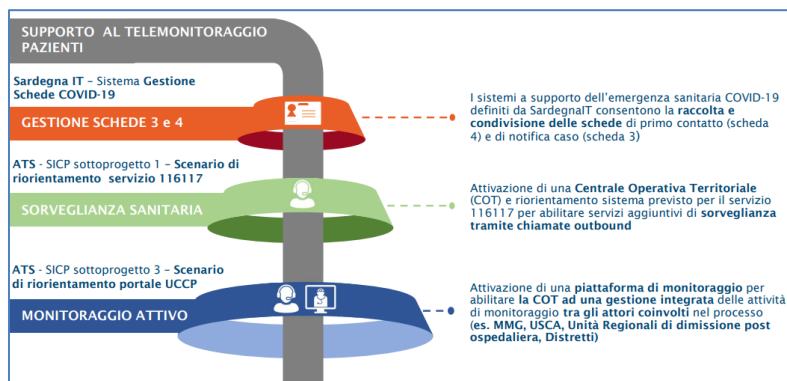 SUPPORTO AL TELEMONITORAGGIO
PAZIENTI
Sardegna IT – Sistema Gestione
Schede COVID-19
GESTIONE SCHEDE 3 e 4
I sistemi a supporto dell'emergenza sanitaria COVID-19
definiti da SardegnaIT consentono la raccolta e
condivisione delle schede di primo contatto (scheda
4) e di notifica caso (scheda 3)
ATS - SICP sottoprogetto 1 – Scenario di
riorientamento servizio 116117
SORVEGLIANZA SANITARIA
Attivazione di una Centrale Operativa Territoriale
(COT) e riorientamento sistema previsto per il servizio
116117 per abilitare servizi aggiuntivi di sorveglianza
tramite chiamate outbound
ATS - SICP sottoprogetto 3 – Scenario
di riorientamento portale UCCP
MONITORAGGIO ATTIVO
Attivazione di una piattaforma di monitoraggio per
abilitare la COT ad una gestione integrata delle attività
di monitoraggio tra gli attori coinvolti nel processo
(es. MMG, USCA, Unità Regionali di dimissione post
ospedaliera, Distretti)